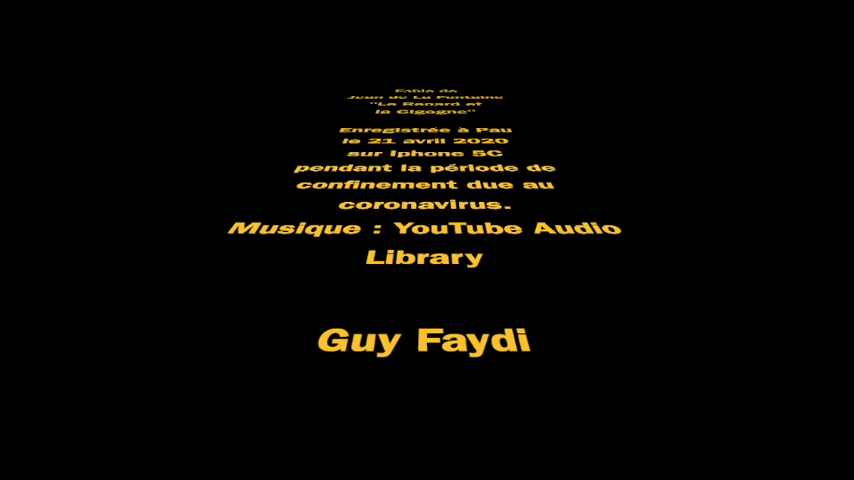 Fable de
Jean de La Fontaine
"Le Renard et
la Cigogne"
Enregistrée à Pau
le 21 avril 2020
sur Iphone 5C
pendant la période de
confinement due au
coronavirus.
Musique : YouTube Audio
Library
Guy Faydi